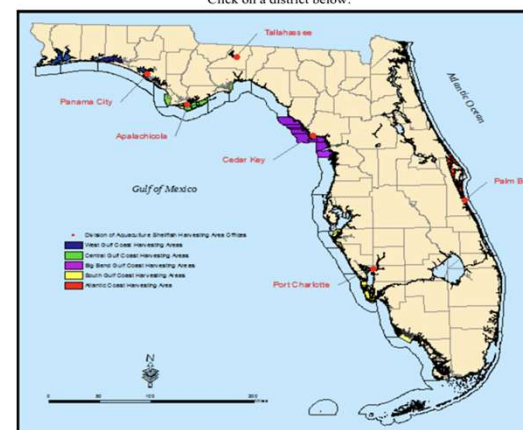 Click on a district below.
Tallahassee
Atlantic Ocean
Panama City
Apalachicola
Cedar Key
Palm B
Gulf of Mexico
Division of Aquaculture Shellfish Harvesting Area Offices
West Gulf Coast Harvesting Areas
Central Gulf Coast Harvesting Areas
Big Bend Gulf Coast Harvesting Areas
South Gulf Coast Harvesting Areas
Atlantic Coast Harvesting Area
Port Charlotte
N